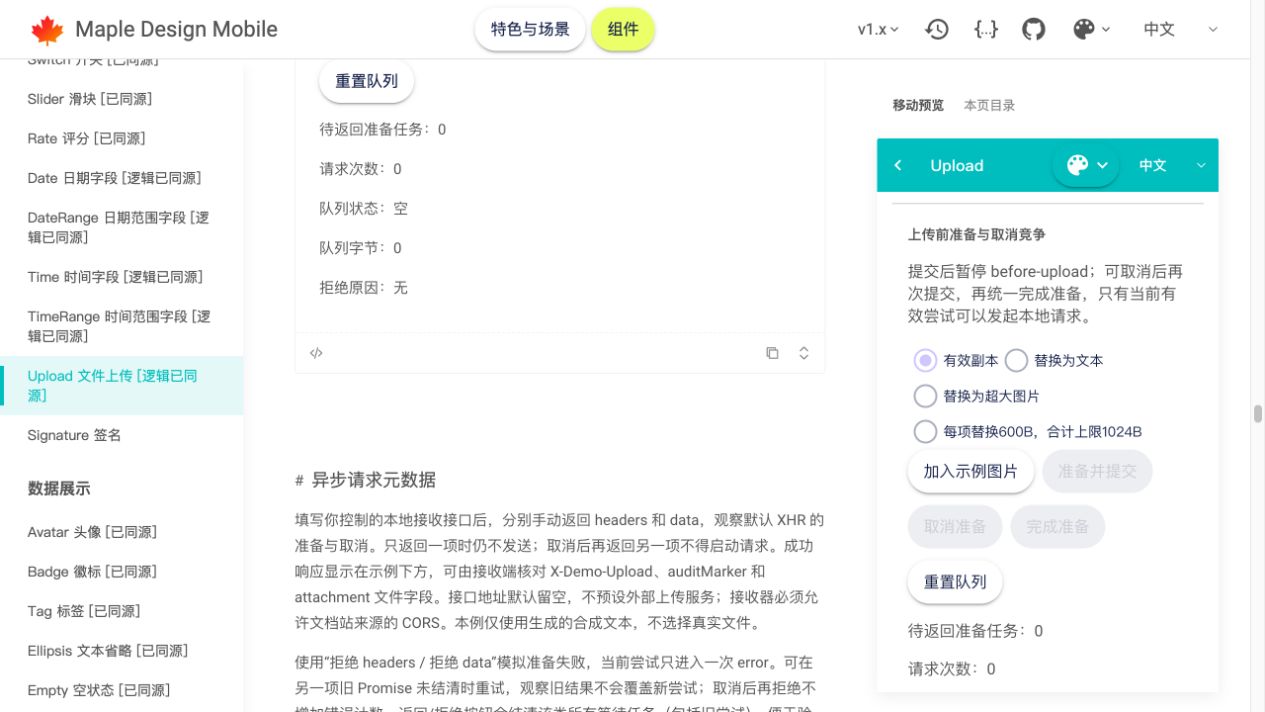 Maple Design Mobile
特色与场景
组件
v1.x
{...}
中文
Switch 开关 [已同源]
Slider 滑块 [已同源]
Rate 评分 [已同源]
Date 日期字段 [逻辑已同源]
DateRange 日期范围字段 [逻
辑已同源]
Time 时间字段 [逻辑已同源]
TimeRange 时间范围字段 [逻
辑已同源]
Upload 文件上传 [逻辑已同
源]
Signature 签名
数据展示
Avatar 头像 [已同源]
Badge 徽标 [已同源]
Tag 标签 [已同源]
Ellipsis 文本省略 [已同源]
Empty 空状态 [已同源]
重置队列
待返回准备任务：0
请求次数：0
队列状态：空
队列字节：0
拒绝原因：无
# 异步请求元数据
填写你控制的本地接收接口后，分别手动返回 headers 和 data，观察默认 XHR 的
准备与取消。只返回一项时仍不发送；取消后再返回另一项不得启动请求。成功
响应显示在示例下方，可由接收端核对 X-Demo-Upload、auditMarker 和
attachment 文件字段。接口地址默认留空，不预设外部上传服务；接收器必须允
许文档站来源的 CORS。本例仅使用生成的合成文本，不选择真实文件。
使用“拒绝 headers / 拒绝 data”模拟准备失败，当前尝试只进入一次 error。可在
另一项旧 Promise 未结清时重试，观察旧结果不会覆盖新尝试；取消后再拒绝不
移动预览
本页目录
Upload
中文
上传前准备与取消竞争
提交后暂停 before-upload；可取消后再
次提交，再统一完成准备，只有当前有
效尝试可以发起本地请求。
有效副本 替换为文本
替换为超大图片
每项替换600B，合计上限1024B
加入示例图片 准备并提交
取消准备 完成准备
重置队列
待返回准备任务：0
请求次数：0